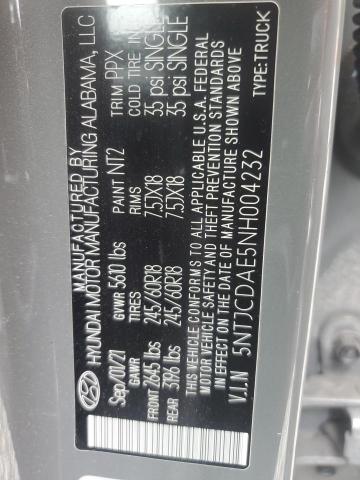 MANUFACTURED BY
HYUNDAI MOTOR MANUFACTURING ALABAMA, LLC
Sep/01/21 GVWR 5610 lbs PAINT NT2 TRIM PPX
GAWR TIRES RIMS COLD TIRE
FRONT 2645 lbs 245/60R18 7.5JX18 35 psi SINGLE
REAR 3196 lbs 245/60R18 7.5JX18 35 psi SINGLE
THIS VEHICLE CONFORMS TO ALL APPLICABLE U.S.A. FEDERAL
MOTOR VEHICLE SAFETY AND THEFT PREVENTION STANDARDS
IN EFFECT ON THE DATE OF MANUFACTURE SHOWN ABOVE
V.I.N 5NTJCDAE5NH004232 TYPE:TRUCK